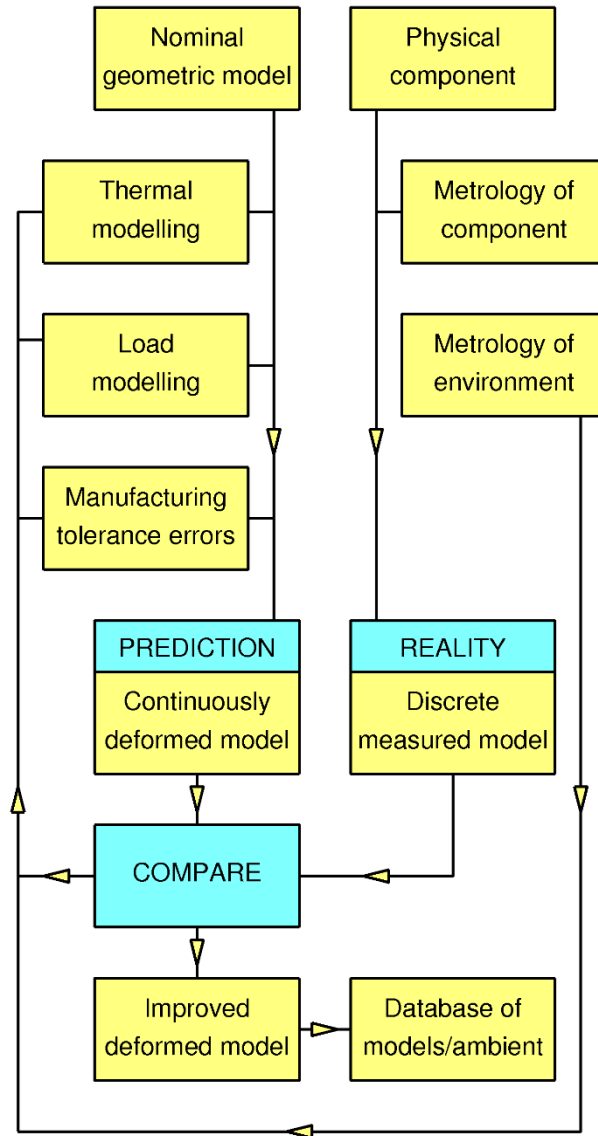 Nominal
geometric model
Physical
component
Thermal
modelling
Metrology of
component
Load
modelling
Metrology of
environment
Manufacturing
tolerance errors
PREDICTION
Continuously
deformed model
REALITY
Discrete
measured model
COMPARE
Improved
deformed model
Database of
models/ambient